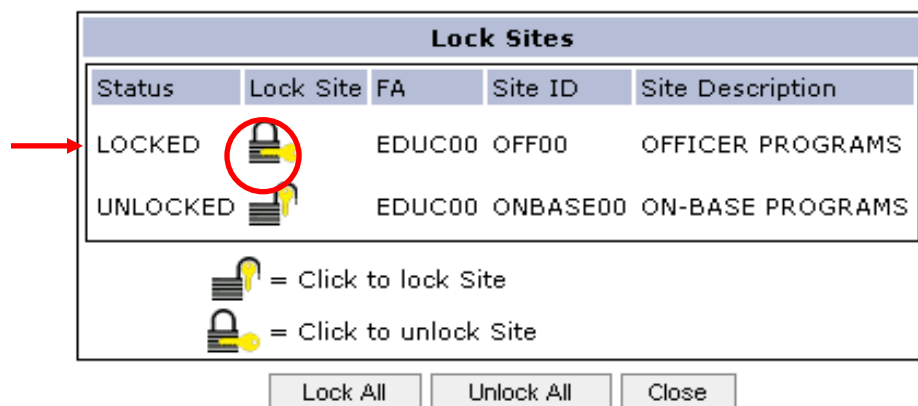 Lock Sites
Status Lock Site FA Site ID Site Description
LOCKED EDUC00 OFF00 OFFICER PROGRAMS
UNLOCKED EDUC00 ONBASE00 ON-BASE PROGRAMS
= Click to lock Site
= Click to unlock Site
Lock All Unlock All Close